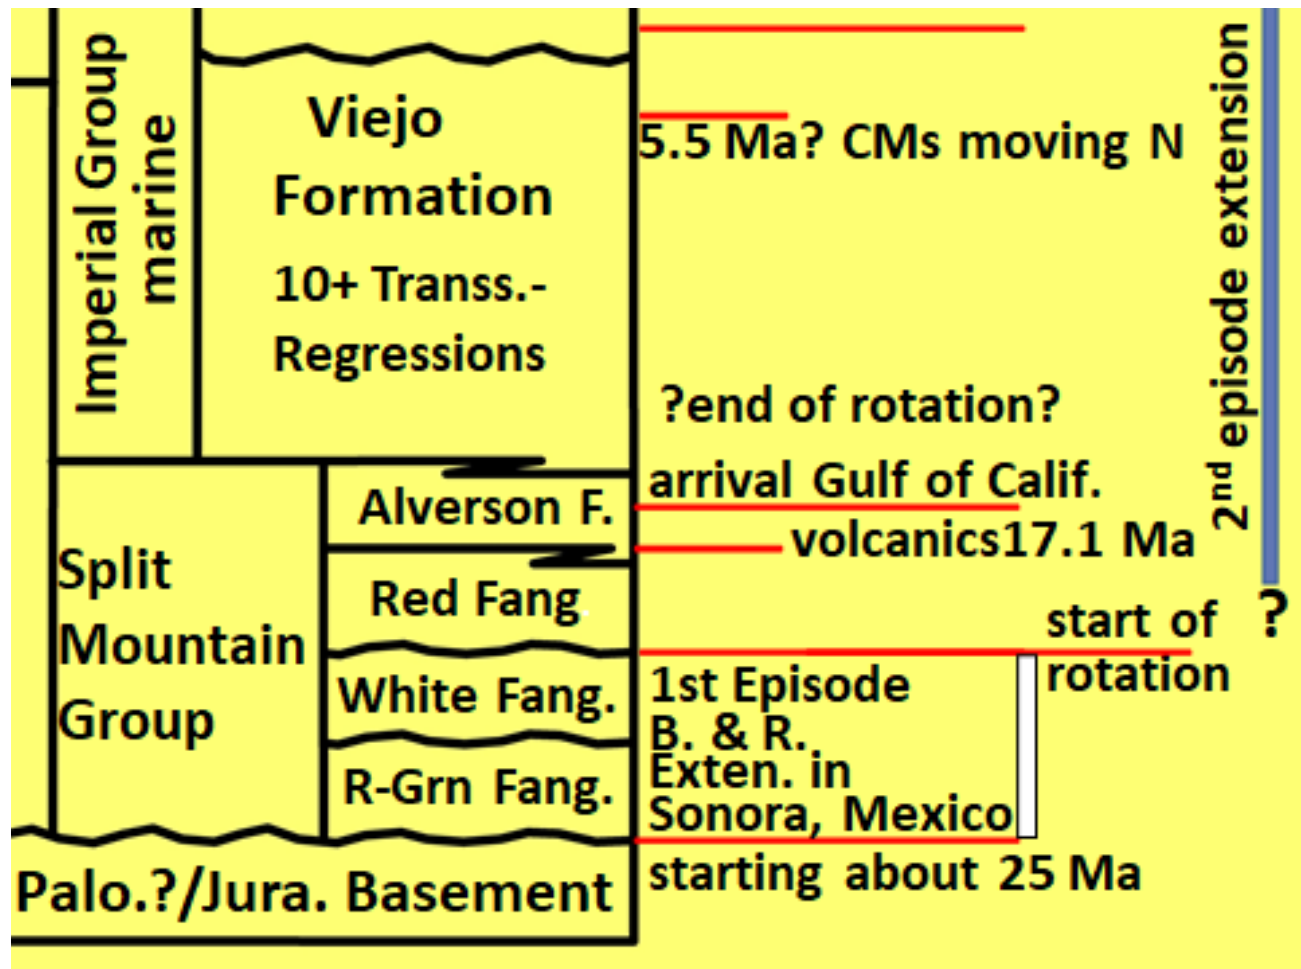 Imperial Group
marine
Viejo
Formation
10+ Transs.-
Regressions
Split
Mountain
Group
Alverson F.
Red Fang.
White Fang.
R-Grn Fang.
Palo.?/Jura. Basement
5.5 Ma? CMs moving N
?end of rotation?
arrival Gulf of Calif.
volcanics17.1 Ma
start of
rotation
1st Episode
B. & R.
Exten. in
Sonora, Mexico
starting about 25 Ma
2nd episode extension
?